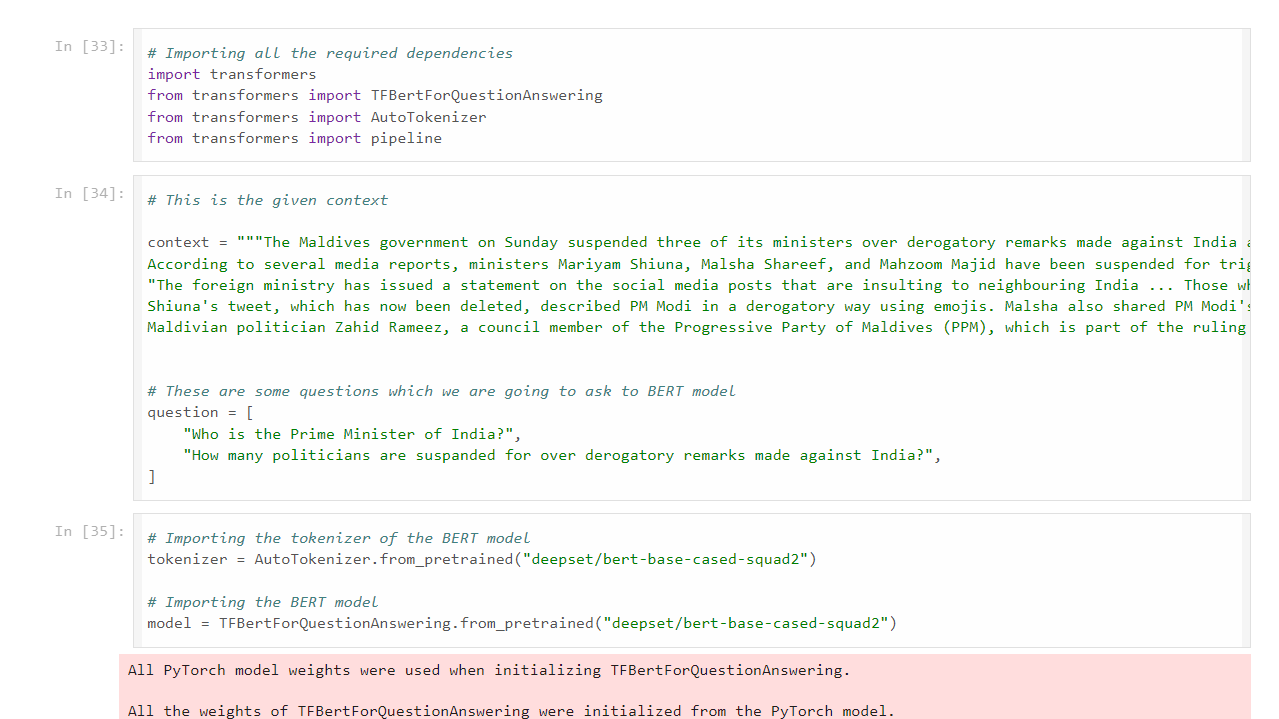 In [33]:
# Importing all the required dependencies
import transformers
from transformers import TFBertForQuestionAnswering
from transformers import AutoTokenizer
from transformers import pipeline
In [34]:
# This is the given context
context = """The Maldives government on Sunday suspended three of its ministers over derogatory remarks made against India
According to several media reports, ministers Mariyam Shiuna, Malsha Shareef, and Mahzoom Majid have been suspended for
"The foreign ministry has issued a statement on the social media posts that are insulting to neighbouring India ... Those
Shiuna's tweet, which has now been deleted, described PM Modi in a derogatory way using emojis. Malsha also shared PM Modi's
Maldivian politician Zahid Rameez, a council member of the Progressive Party of Maldives (PPM), which is part of the ruling
# These are some questions which we are going to ask to BERT model
question = [
"Who is the Prime Minister of India?",
"How many politicians are suspanded for over derogatory remarks made against India?",
]
In [35]:
# Importing the tokenizer of the BERT model
tokenizer = AutoTokenizer.from_pretrained("deepset/bert-base-cased-squad2")
# Importing the BERT model
model = TFBertForQuestionAnswering.from_pretrained("deepset/bert-base-cased-squad2")
All PyTorch model weights were used when initializing TFBertForQuestionAnswering.
All the weights of TFBertForQuestionAnswering were initialized from the PyTorch model.